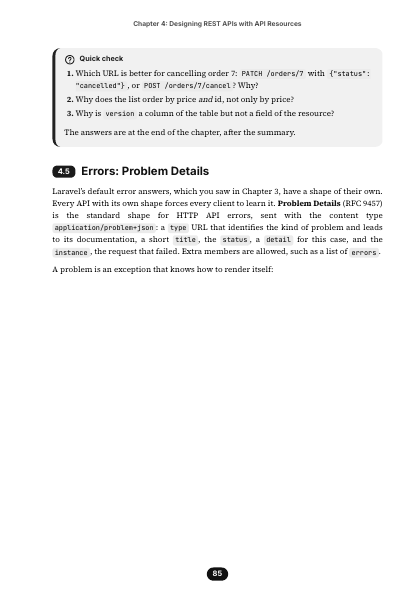 Chapter 4: Designing REST APIs with API Resources
Quick check
1. Which URL is better for cancelling order 7: PATCH /orders/7 with {"status":
"cancelled"} , or POST /orders/7/cancel ? Why?
2. Why does the list order by price and id, not only by price?
3. Why is version a column of the table but not a field of the resource?
The answers are at the end of the chapter, after the summary.
4.5 Errors: Problem Details
Laravel's default error answers, which you saw in Chapter 3, have a shape of their own.
Every API with its own shape forces every client to learn it. Problem Details (RFC 9457)
is the standard shape for HTTP API errors, sent with the content type
application/problem+json : a type URL that identifies the kind of problem and leads
to its documentation, a short title , the status , a detail for this case, and the
instance , the request that failed. Extra members are allowed, such as a list of errors .
A problem is an exception that knows how to render itself:
85